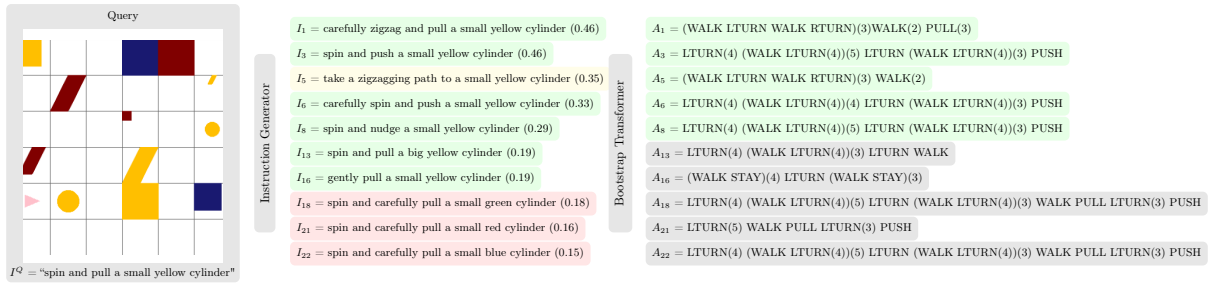 Query
I^Q = "spin and pull a small yellow cylinder"
Instruction Generator
I_1 = carefully zigzag and pull a small yellow cylinder (0.46)
I_3 = spin and push a small yellow cylinder (0.46)
I_5 = take a zigzagging path to a small yellow cylinder (0.35)
I_6 = carefully spin and push a small yellow cylinder (0.33)
I_8 = spin and nudge a small yellow cylinder (0.29)
I_13 = spin and pull a big yellow cylinder (0.19)
I_16 = gently pull a small yellow cylinder (0.19)
I_18 = spin and carefully pull a small green cylinder (0.18)
I_21 = spin and carefully pull a small red cylinder (0.16)
I_22 = spin and carefully pull a small blue cylinder (0.15)
Bootstrap Transformer
A_1 = (WALK LTURN WALK RTURN)(3)WALK(2) PULL(3)
A_3 = LTURN(4) (WALK LTURN(4))(5) LTURN (WALK LTURN(4))(3) PUSH
A_5 = (WALK LTURN WALK RTURN)(3) WALK(2)
A_6 = LTURN(4) (WALK LTURN(4))(4) LTURN (WALK LTURN(4))(3) PUSH
A_8 = LTURN(4) (WALK LTURN(4))(5) LTURN (WALK LTURN(4))(3) PUSH
A_13 = LTURN(4) (WALK LTURN(4))(3) LTURN WALK
A_16 = (WALK STAY)(4) LTURN (WALK STAY)(3)
A_18 = LTURN(4) (WALK LTURN(4))(5) LTURN (WALK LTURN(4))(3) WALK PULL LTURN(3) PUSH
A_21 = LTURN(5) WALK PULL LTURN(3) PUSH
A_22 = LTURN(4) (WALK LTURN(4))(5) LTURN (WALK LTURN(4))(3) WALK PULL LTURN(3) PUSH